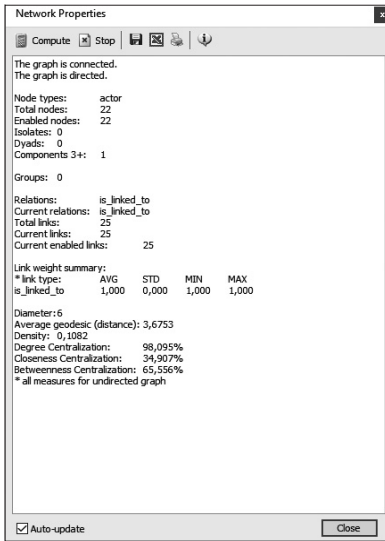 Network Properties
x
Compute Stop
The graph is connected.
The graph is directed.
Node types: actor
Total nodes: 22
Enabled nodes: 22
Isolates: 0
Dyads: 0
Components 3+: 1
Groups: 0
Relations: is_linked_to
Current relations: is_linked_to
Total links: 25
Current links: 25
Current enabled links: 25
Link weight summary:
* link type: AVG STD MIN MAX
is_linked_to 1,000 0,000 1,000 1,000
Diameter:6
Average geodesic (distance): 3,6753
Density: 0,1082
Degree Centralization: 98,095%
Closeness Centralization: 34,907%
Betweenness Centralization: 65,556%
* all measures for undirected graph
Auto-update
Close